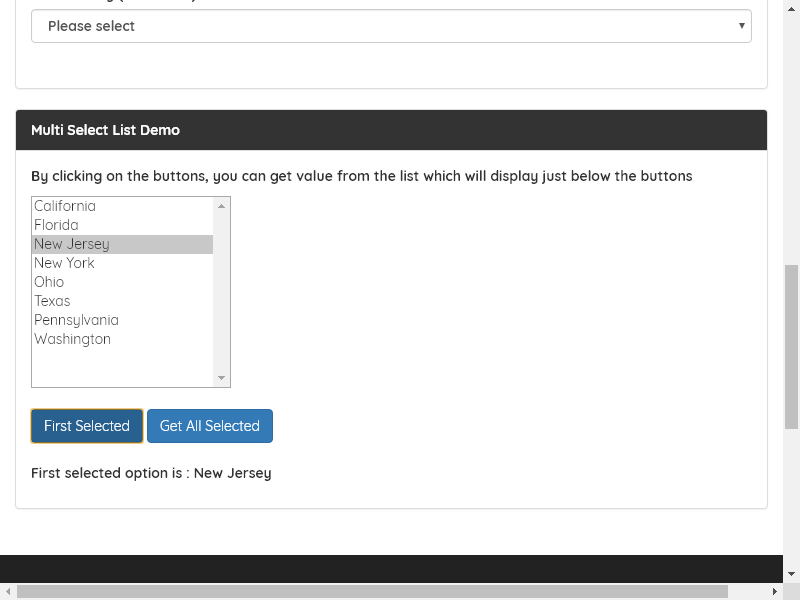 Please select
Multi Select List Demo
By clicking on the buttons, you can get value from the list which will display just below the buttons
California
Florida
New Jersey
New York
Ohio
Texas
Pennsylvania
Washington
First Selected
Get All Selected
First selected option is : New Jersey